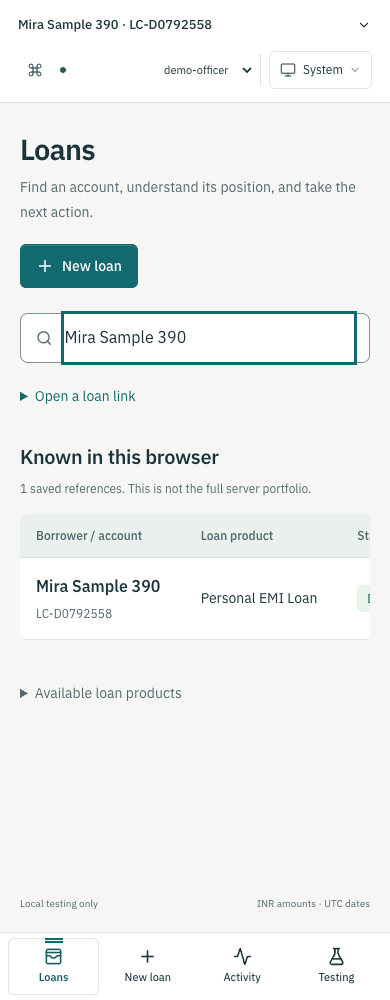 Mira Sample 390 · LC-D0792558
demo-officer
System
Loans
Find an account, understand its position, and take the
next action.
New loan
Mira Sample 390
Open a loan link
Known in this browser
1 saved references. This is not the full server portfolio.
Borrower / account Loan product
Mira Sample 390
LC-D0792558
Personal EMI Loan
Available loan products
Local testing only
INR amounts · UTC dates
Loans
New loan
Activity
Testing